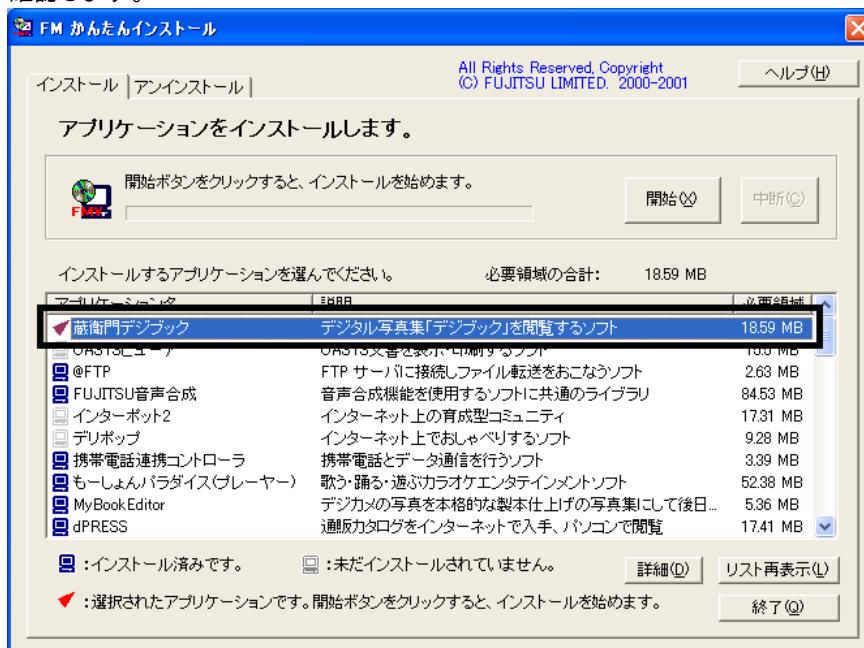 FM かんたんインストール
All Rights Reserved, Copyright
(C) FUJITSU LIMITED. 2000-2001
ヘルプ(H)
インストール アンインストール
アプリケーションをインストールします。
開始ボタンをクリックすると、インストールを始めます。
FMV-
開始(X) 中断(C)
インストールするアプリケーションを選んでください。 必要領域の合計: 18.59 MB
説明 必要領域
蔵衛門デジブック デジタル写真集「デジブック」を閲覧するソフト 18.59 MB
@FTP FTP サーバに接続しファイル転送をおこなうソフト 2.63 MB
FUJITSU音声合成 音声合成機能を使用するソフトに共通のライブラリ 84.53 MB
インターポット2 インターネット上の育成型コミュニティ 17.31 MB
デリポップ インターネット上でおしゃべりするソフト 9.28 MB
携帯電話連携コントローラ 携帯電話とデータ通信を行うソフト 3.39 MB
もーしょんパラダイス(プレーヤー) 歌う・踊る・遊ぶカラオケエンタテインメントソフト 52.38 MB
MyBookEditor デジカメの写真を本格的な製本仕上げの写真集にして後日... 5.36 MB
dPRESS 通販カタログをインターネットで入手、パソコンで閲覧 17.41 MB
:インストール済みです。 :未だインストールされていません。 詳細(D) リスト再表示(L)
:選択されたアプリケーションです。開始ボタンをクリックすると、インストールを始めます。 終了(Q)